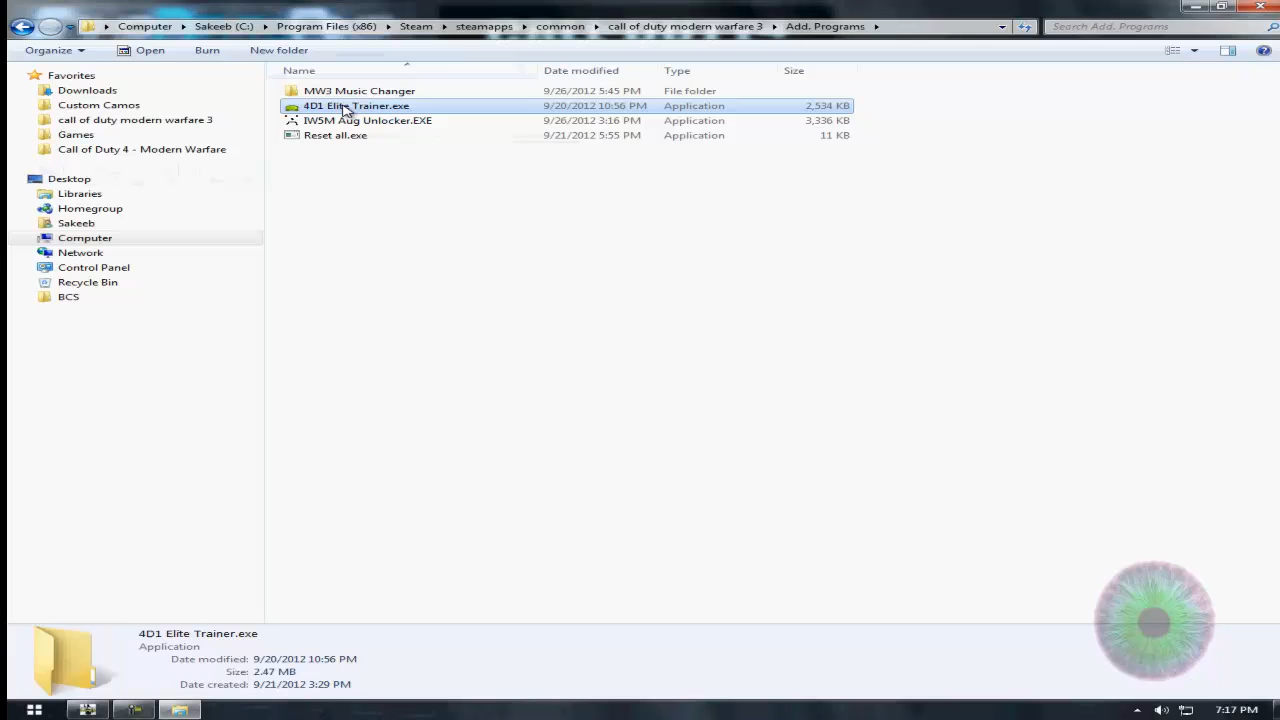 Computer Sakeeb (C:) Program Files (x86) Steam steamapps common call of duty modern warfare 3 Add. Programs Search Add. Programs
Organize Open Burn New folder
Name Date modified Type Size
Favorites
Downloads
Custom Camos
call of duty modern warfare 3
Games
Call of Duty 4 - Modern Warfare
Desktop
Libraries
Homegroup
Sakeeb
Computer
Network
Control Panel
Recycle Bin
BCS
MW3 Music Changer 9/26/2012 5:45 PM File folder
4D1 Elite Trainer.exe 9/20/2012 10:56 PM Application 2,534 KB
IW5M Aug Unlocker.EXE 9/26/2012 3:16 PM Application 3,336 KB
Reset all.exe 9/21/2012 5:55 PM Application 11 KB
4D1 Elite Trainer.exe
Application
Date modified: 9/20/2012 10:56 PM
Size: 2.47 MB
Date created: 9/21/2012 3:29 PM
7:17 PM